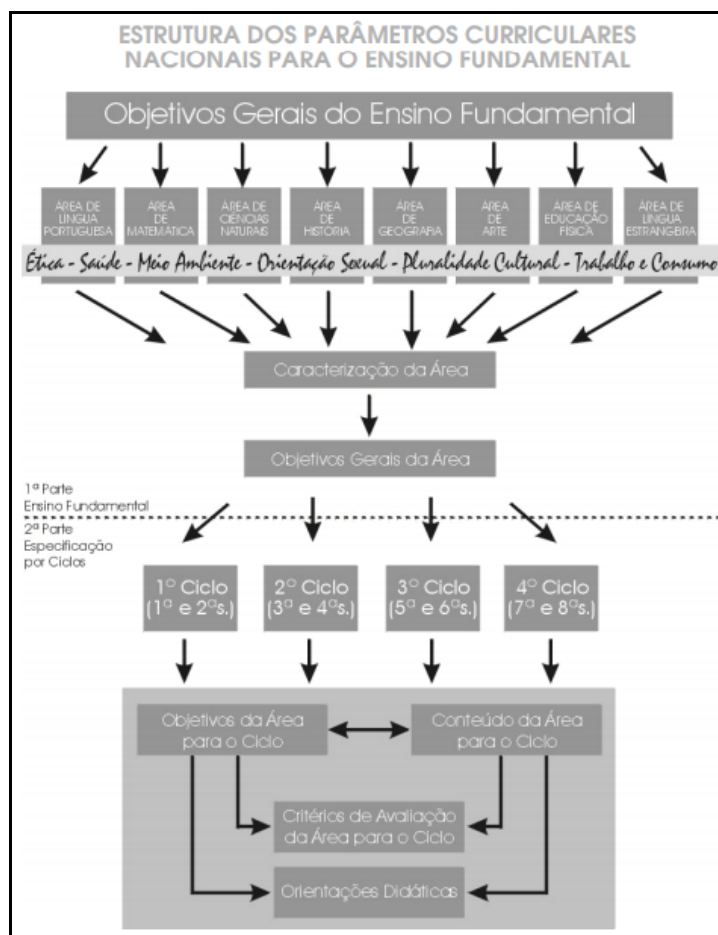 ESTRUTURA DOS PARÂMETROS CURRICULARES
NACIONAIS PARA O ENSINO FUNDAMENTAL
Objetivos Gerais do Ensino Fundamental
ÁREA DE
LÍNGUA
PORTUGUESA
ÁREA
DE
MATEMÁTICA
ÁREA DE
CIÊNCIAS
NATURAIS
ÁREA
DE
HISTÓRIA
ÁREA
DE
GEOGRAFIA
ÁREA
DE
ARTE
ÁREA DE
EDUCAÇÃO
FÍSICA
ÁREA DE
LÍNGUA
ESTRANGEIRA
Ética - Saúde - Meio Ambiente - Orientação Sexual - Pluralidade Cultural - Trabalho e Consumo
Caracterização da Área
Objetivos Gerais da Área
1ª Parte
Ensino Fundamental
2ª Parte
Especificação
por Ciclos
1º Ciclo
(1ª e 2ªs.)
2º Ciclo
(3ª e 4ªs.)
3º Ciclo
(5ª e 6ªs.)
4º Ciclo
(7ª e 8ªs.)
Objetivos da Área
para o Ciclo
Conteúdo da Área
para o Ciclo
Critérios de Avaliação
da Área para o Ciclo
Orientações Didáticas